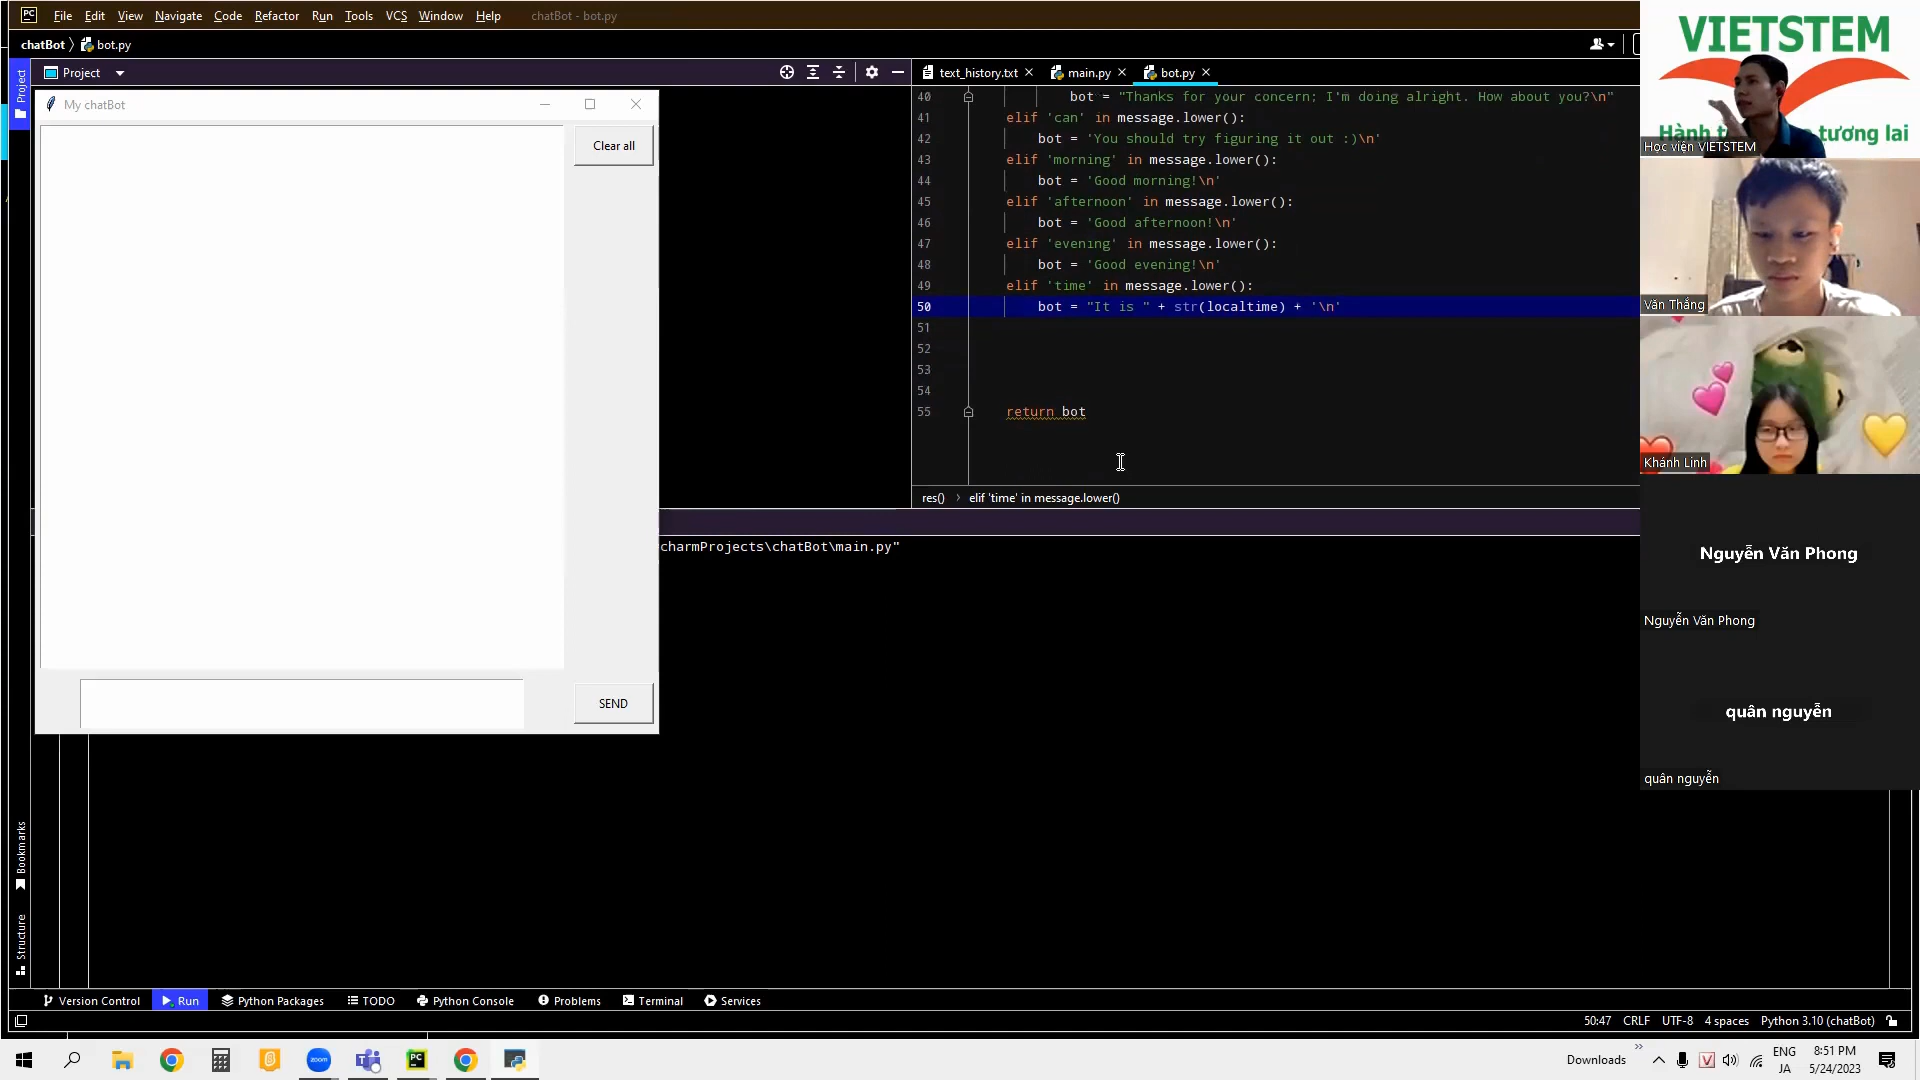 PC File Edit View Navigate Code Refactor Run Tools VCS Window Help chatBot - bot.py
chatBot bot.py
Project
text_history.txt main.py bot.py
My chatBot
Clear all
SEND
40 bot = "Thanks for your concern; I'm doing alright. How about you?\n"
41 elif 'can' in message.lower():
42 bot = 'You should try figuring it out :)\n'
43 elif 'morning' in message.lower():
44 bot = 'Good morning!\n'
45 elif 'afternoon' in message.lower():
46 bot = 'Good afternoon!\n'
47 elif 'evening' in message.lower():
48 bot = 'Good evening!\n'
49 elif 'time' in message.lower():
50 bot = "It is " + str(localtime) + '\n'
51
52
53
54
55 return bot
res() elif 'time' in message.lower()
charmProjects\chatBot\main.py"
Project
Bookmarks
Structure
VIETSTEM
Hành t tương lai
Học viện VIETSTEM
Văn Thắng
Khánh Linh
Nguyễn Văn Phong
Nguyễn Văn Phong
quân nguyễn
quân nguyễn
Version Control Run Python Packages TODO Python Console Problems Terminal Services
50:47 CRLF UTF-8 4 spaces Python 3.10 (chatBot)
zoom PC Downloads V ENG
JA
8:51 PM
5/24/2023